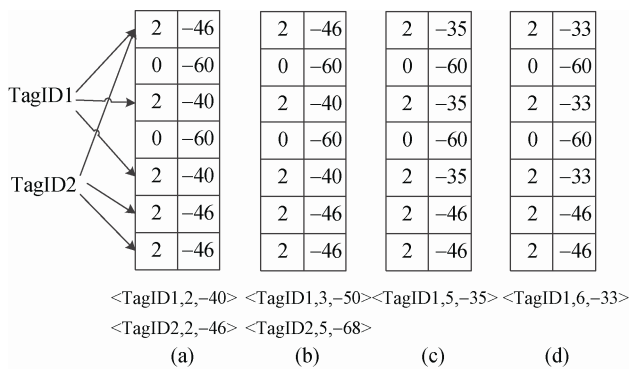 2 –46 2 –46 2 –35 2 –33
0 –60 0 –60 0 –60 0 –60
TagID1
2 –40 2 –40 2 –35 2 –33
0 –60 0 –60 0 –60 0 –60
TagID2
2 –40 2 –40 2 –35 2 –33
2 –46 2 –46 2 –46 2 –46
2 –46 2 –46 2 –46 2 –46
<TagID1,2,–40> <TagID1,3,–50> <TagID1,5,–35> <TagID1,6,–33>
<TagID2,2,–46> <TagID2,5,–68>
(a) (b) (c) (d)